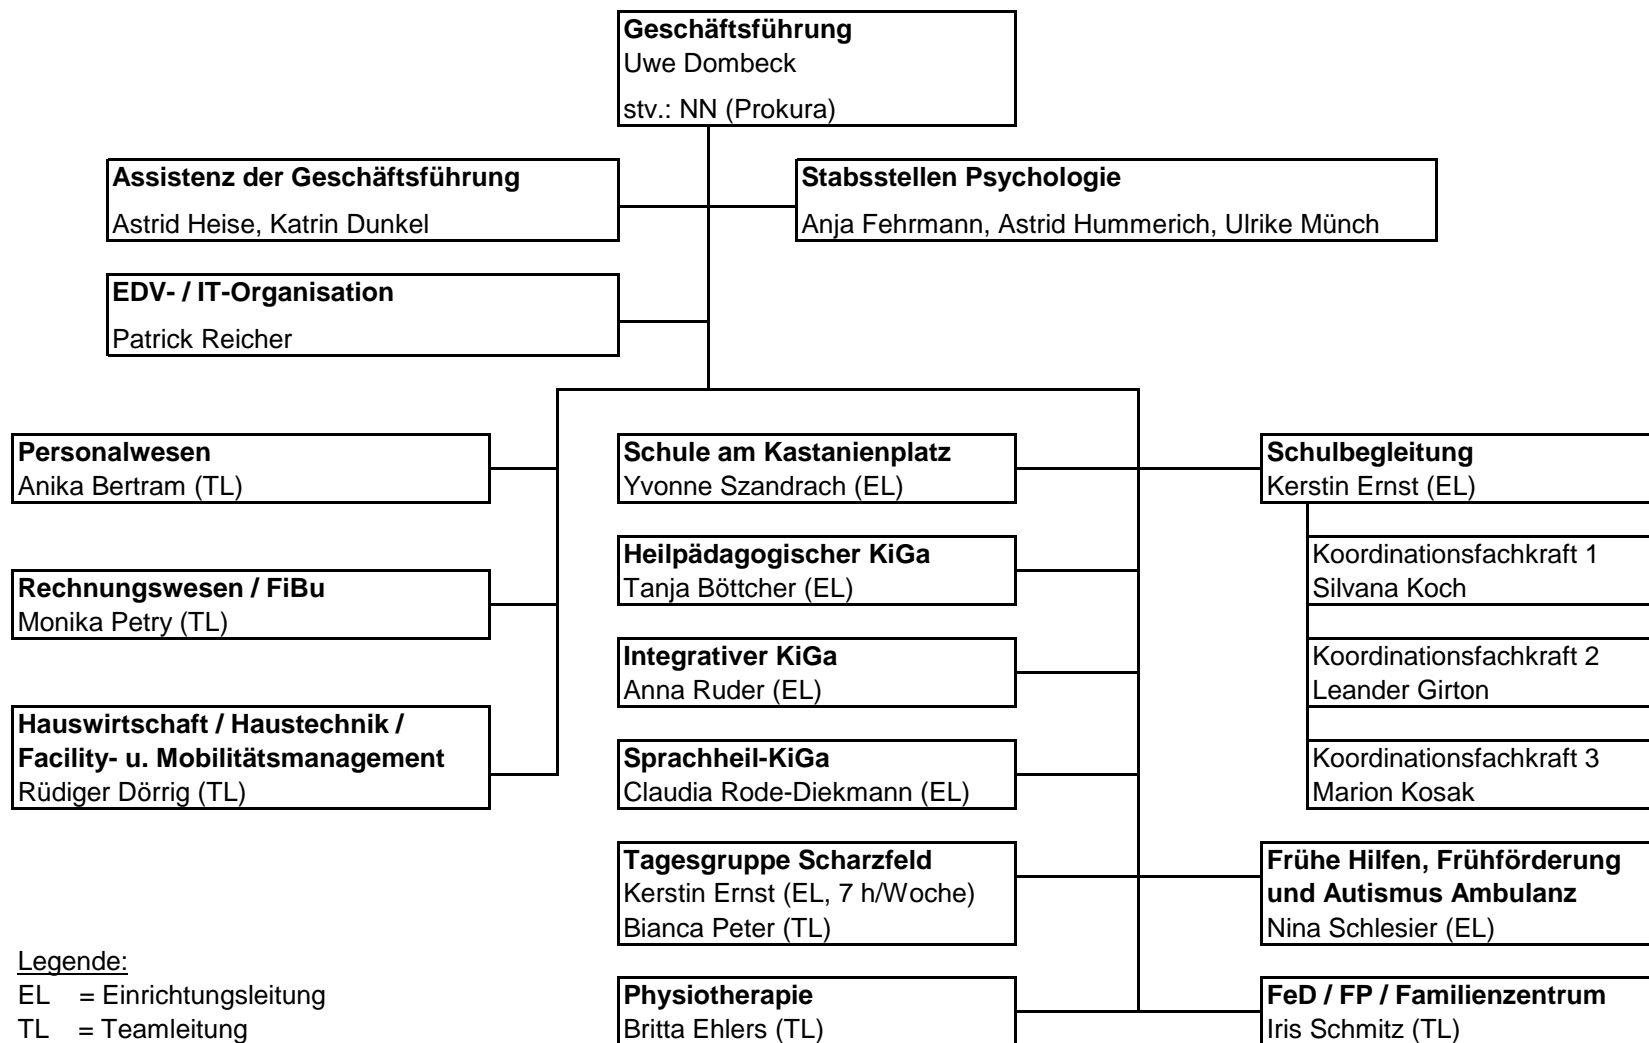 Geschäftsführung
Uwe Dombeck
stv.: NN (Prokura)
Assistenz der Geschäftsführung
Astrid Heise, Katrin Dunkel
Stabsstellen Psychologie
Anja Fehrmann, Astrid Hummerich, Ulrike Münch
EDV- / IT-Organisation
Patrick Reicher
Personalwesen
Anika Bertram (TL)
Rechnungswesen / FiBu
Monika Petry (TL)
Hauswirtschaft / Haustechnik /
Facility- u. Mobilitätsmanagement
Rüdiger Dörrig (TL)
Schule am Kastanienplatz
Yvonne Szandrach (EL)
Heilpädagogischer KiGa
Tanja Böttcher (EL)
Integrativer KiGa
Anna Ruder (EL)
Sprachheil-KiGa
Claudia Rode-Diekmann (EL)
Tagesgruppe Scharzfeld
Kerstin Ernst (EL, 7 h/Woche)
Bianca Peter (TL)
Physiotherapie
Britta Ehlers (TL)
Schulbegleitung
Kerstin Ernst (EL)
Koordinationsfachkraft 1
Silvana Koch
Koordinationsfachkraft 2
Leander Girton
Koordinationsfachkraft 3
Marion Kosak
Frühe Hilfen, Frühförderung
und Autismus Ambulanz
Nina Schlesier (EL)
FeD / FP / Familienzentrum
Iris Schmitz (TL)
Legende:
EL = Einrichtungsleitung
TL = Teamleitung